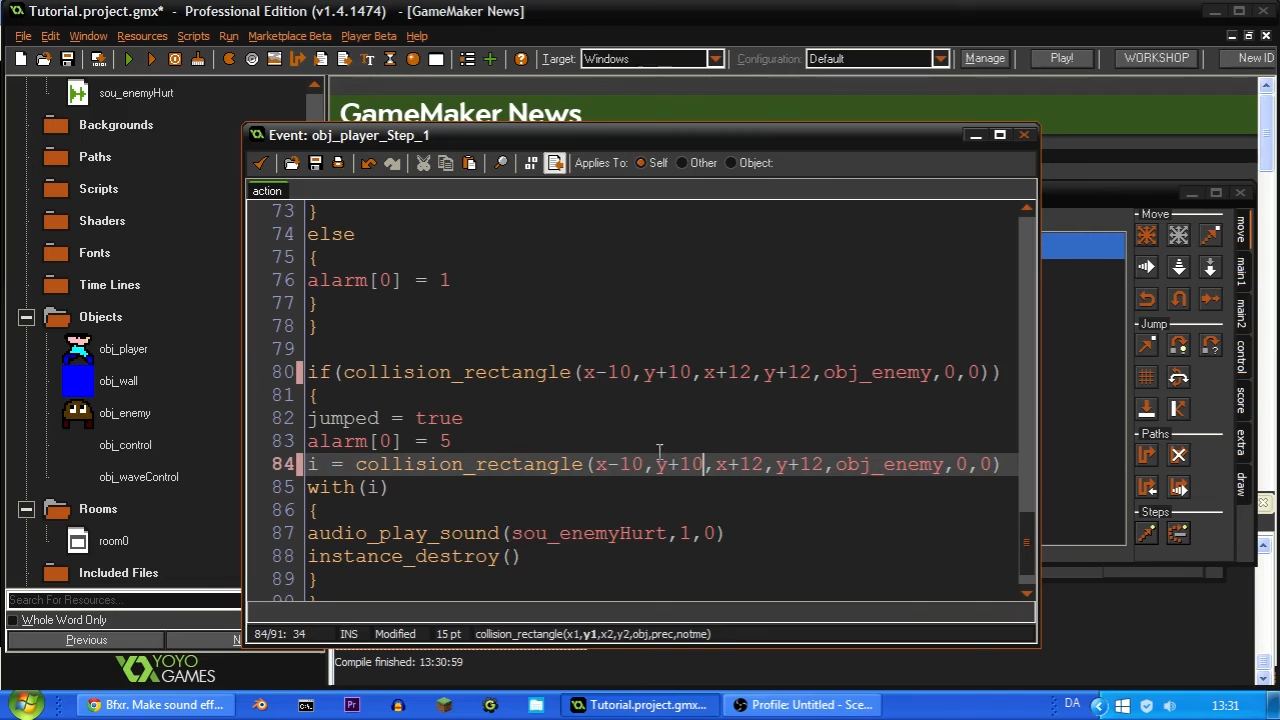 Tutorial.project.gmx* - Professional Edition (v1.4.1474) - [GameMaker News]
File Edit Window Resources Scripts Run Marketplace Beta Player Beta Help
Target: Windows Configuration: Default Manage Play! WORKSHOP New ID
sou_enemyHurt
Backgrounds
Paths
Scripts
Shaders
Fonts
Time Lines
Objects
obj_player
obj_wall
obj_enemy
obj_control
obj_waveControl
Rooms
room0
Included Files
Search For Resources...
Whole Word Only
Previous N
YOYO
GAMES
GameMaker News
Event: obj_player_Step_1
Applies To: Self Other Object:
action
73 }
74 else
75 {
76 alarm[0] = 1
77 }
78 }
79
80 if(collision_rectangle(x-10,y+10,x+12,y+12,obj_enemy,0,0))
81 {
82 jumped = true
83 alarm[0] = 5
84 i = collision_rectangle(x-10,y+10,x+12,y+12,obj_enemy,0,0)
85 with(i)
86 {
87 audio_play_sound(sou_enemyHurt,1,0)
88 instance_destroy()
89 }
90 }
84/91: 34 INS Modified 15 pt collision_rectangle(x1,y1,x2,y2,obj,prec,notme)
Compile finished: 13:30:59
Move
Jump
Paths
Steps
move
main1
main2
control
score
extra
draw
Bfxr. Make sound eff...
Tutorial.project.gmx...
Profile: Untitled - Sce...
DA
13:31